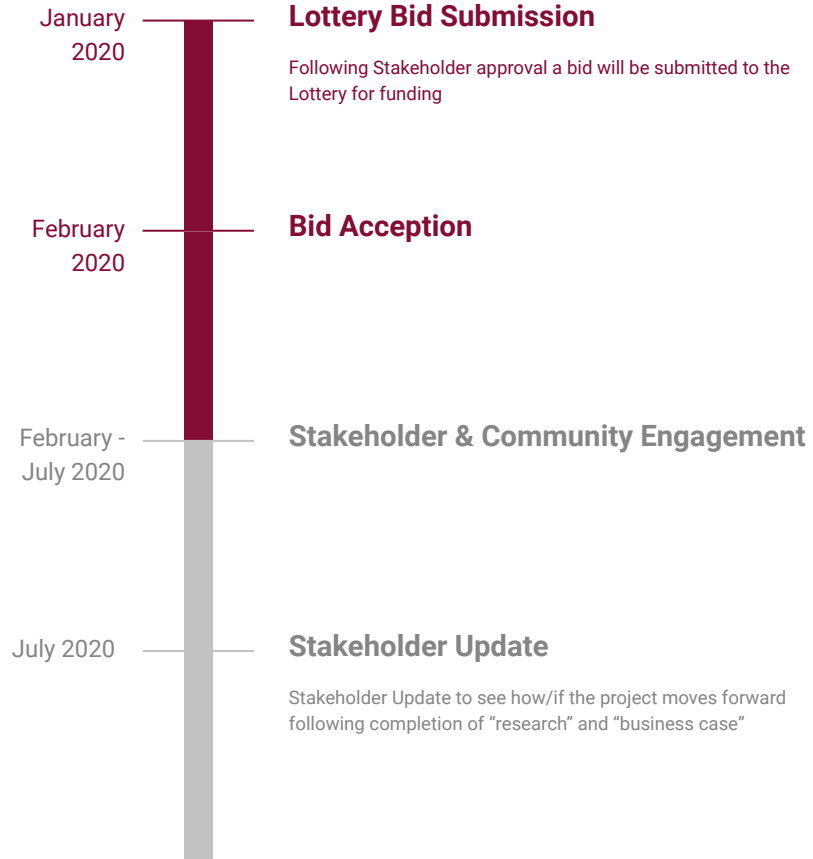 January
2020
Lottery Bid Submission
Following Stakeholder approval a bid will be submitted to the
Lottery for funding
February
2020
Bid Acception
February -
July 2020
Stakeholder & Community Engagement
July 2020
Stakeholder Update
Stakeholder Update to see how/if the project moves forward
following completion of “research” and “business case”